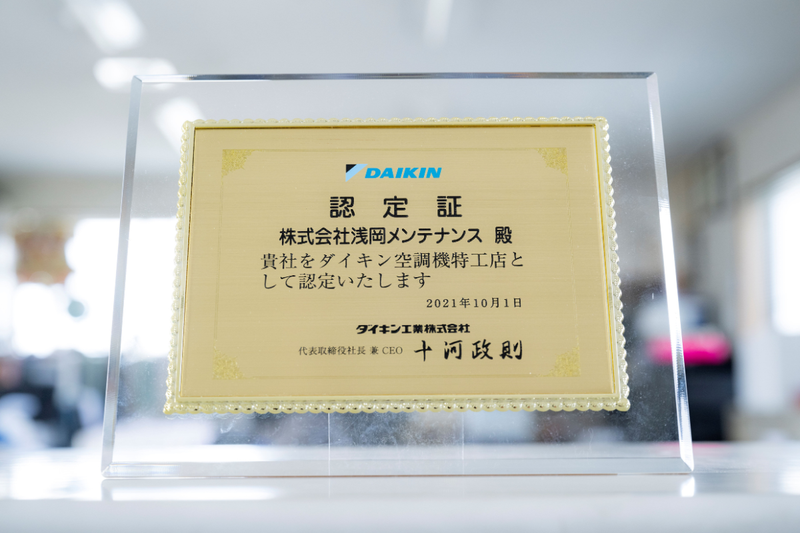 DAIKIN
認定証
株式会社浅岡メンテナンス 殿
貴社をダイキン空調機特工店と
して認定いたします
2021年10月1日
ダイキン工業株式会社
代表取締役社長 兼 CEO 十河政則